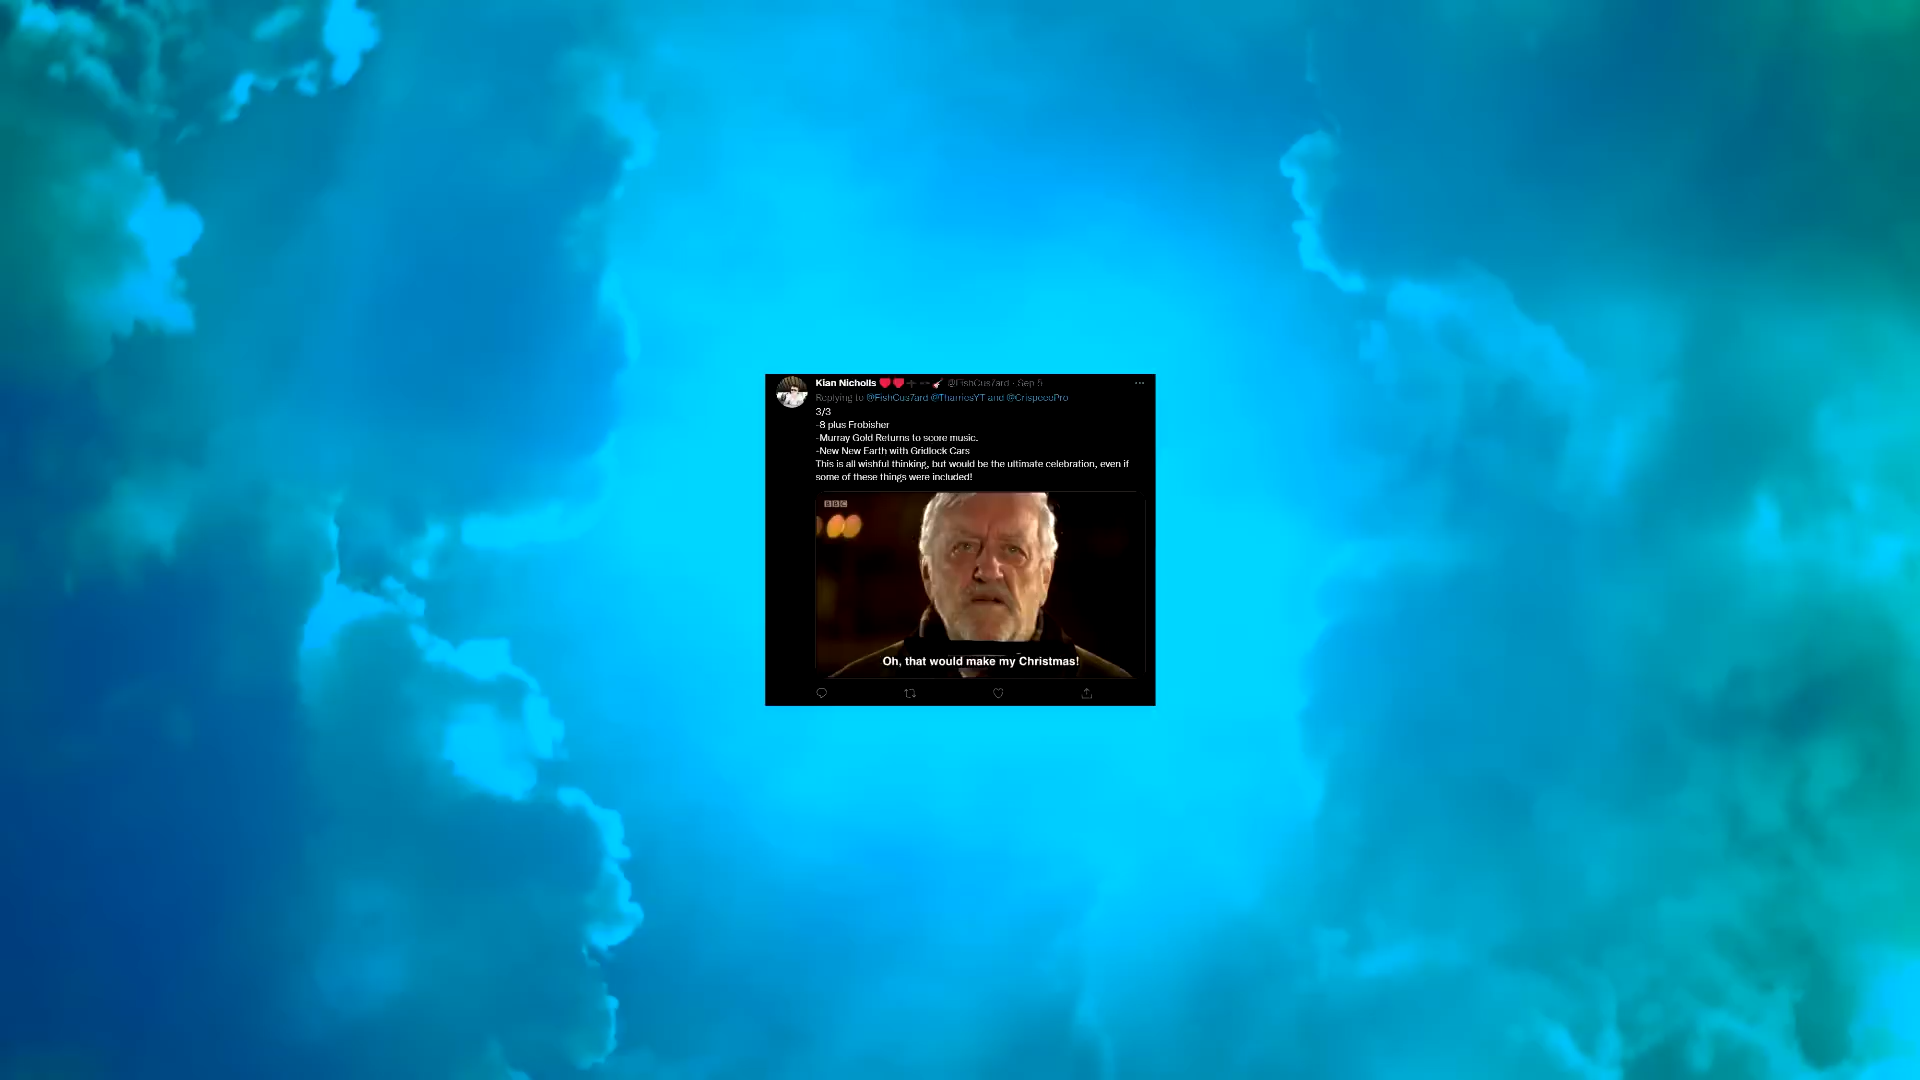 Kian Nicholls @FishCus7ard · Sep 5
Replying to @FishCus7ard @TharriesYT and @CrispeeePro
3/3
-8 plus Frobisher
-Murray Gold Returns to score music.
-New New Earth with Gridlock Cars
This is all wishful thinking, but would be the ultimate celebration, even if
some of these things were included!
BBC
Oh, that would make my Christmas!